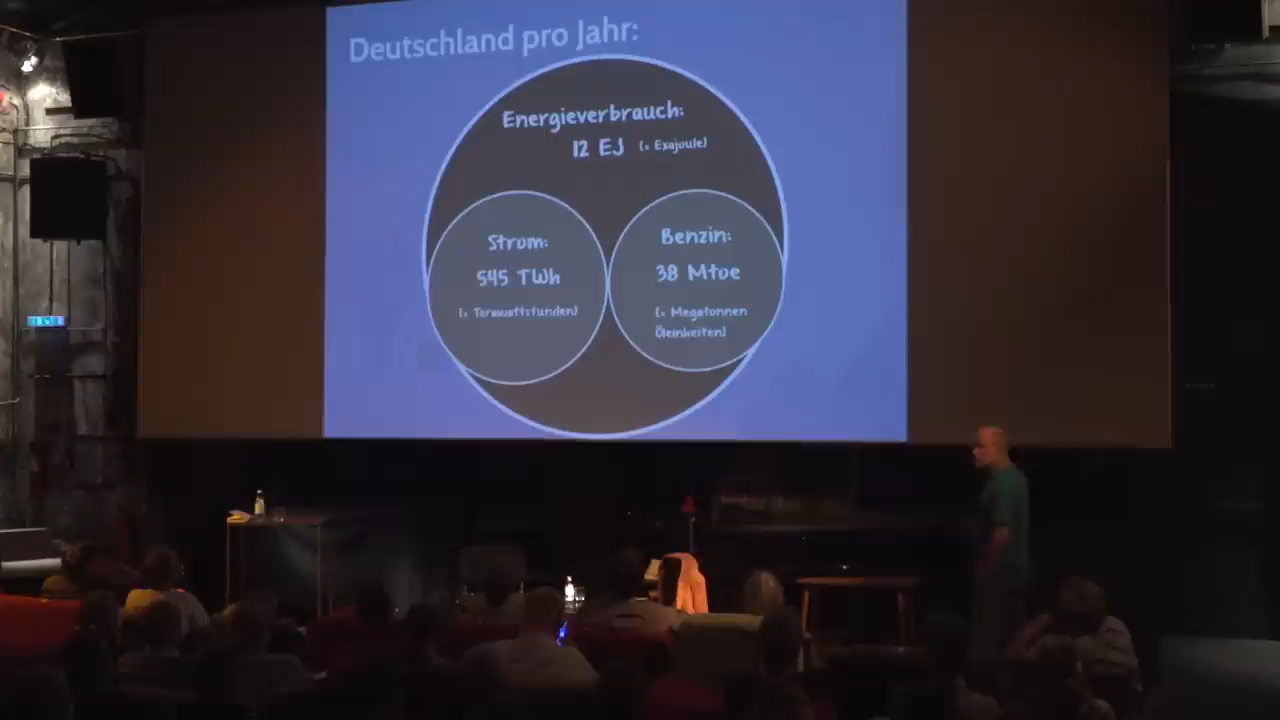 Deutschland pro Jahr:
Energieverbrauch:
12 EJ (x Exajoule)
Strom:
545 TWh
(x Terawattstunden)
Benzin:
38 Mtoe
(x Megatonnen
Öleinheiten)